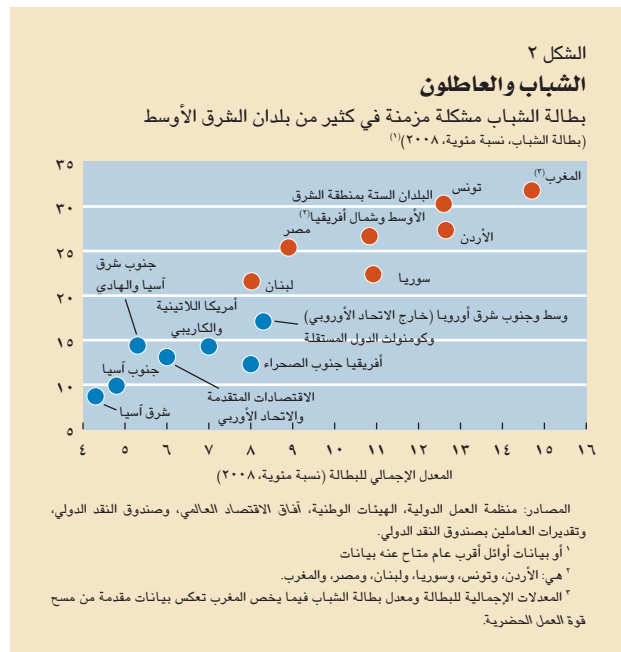 الشكل ٢
الشباب والعاطلون
بطالة الشباب مشكلة مزمنة في كثير من بلدان الشرق الأوسط
(بطالة الشباب، نسبة مئوية، ٢٠٠٨)(١)
٣٥
٣٠
٢٥
٢٠
١٥
١٠
٥
المغرب(٣)
تونس
البلدان الستة بمنطقة الشرق
الأوسط وشمال أفريقيا(٢)
الأردن
مصر
سوريا
لبنان
جنوب شرق
آسيا والهادي
أمريكا اللاتينية
والكاريبي
وسط وجنوب شرق أوروبا (خارج الاتحاد الأوروبي)
وكومنولث الدول المستقلة
أفريقيا جنوب الصحراء
جنوب آسيا
الاقتصادات المتقدمة
والاتحاد الأوربي
شرق آسيا
٤ ٥ ٦ ٧ ٨ ٩ ١٠ ١١ ١٢ ١٣ ١٤ ١٥ ١٦
المعدل الإجمالي للبطالة (نسبة مئوية، ٢٠٠٨)
المصادر: منظمة العمل الدولية، الهيئات الوطنية، آفاق الاقتصاد العالمي، وصندوق النقد الدولي،
وتقديرات العاملين بصندوق النقد الدولي.
١ أو بيانات أوائل أقرب عام متاح عنه بيانات
٢ هي: الأردن، وتونس، وسوريا، ولبنان، ومصر، والمغرب.
٣ المعدلات الإجمالية للبطالة ومعدل بطالة الشباب فيما يخص المغرب تعكس بيانات مقدمة من مسح
قوة العمل الحضرية.